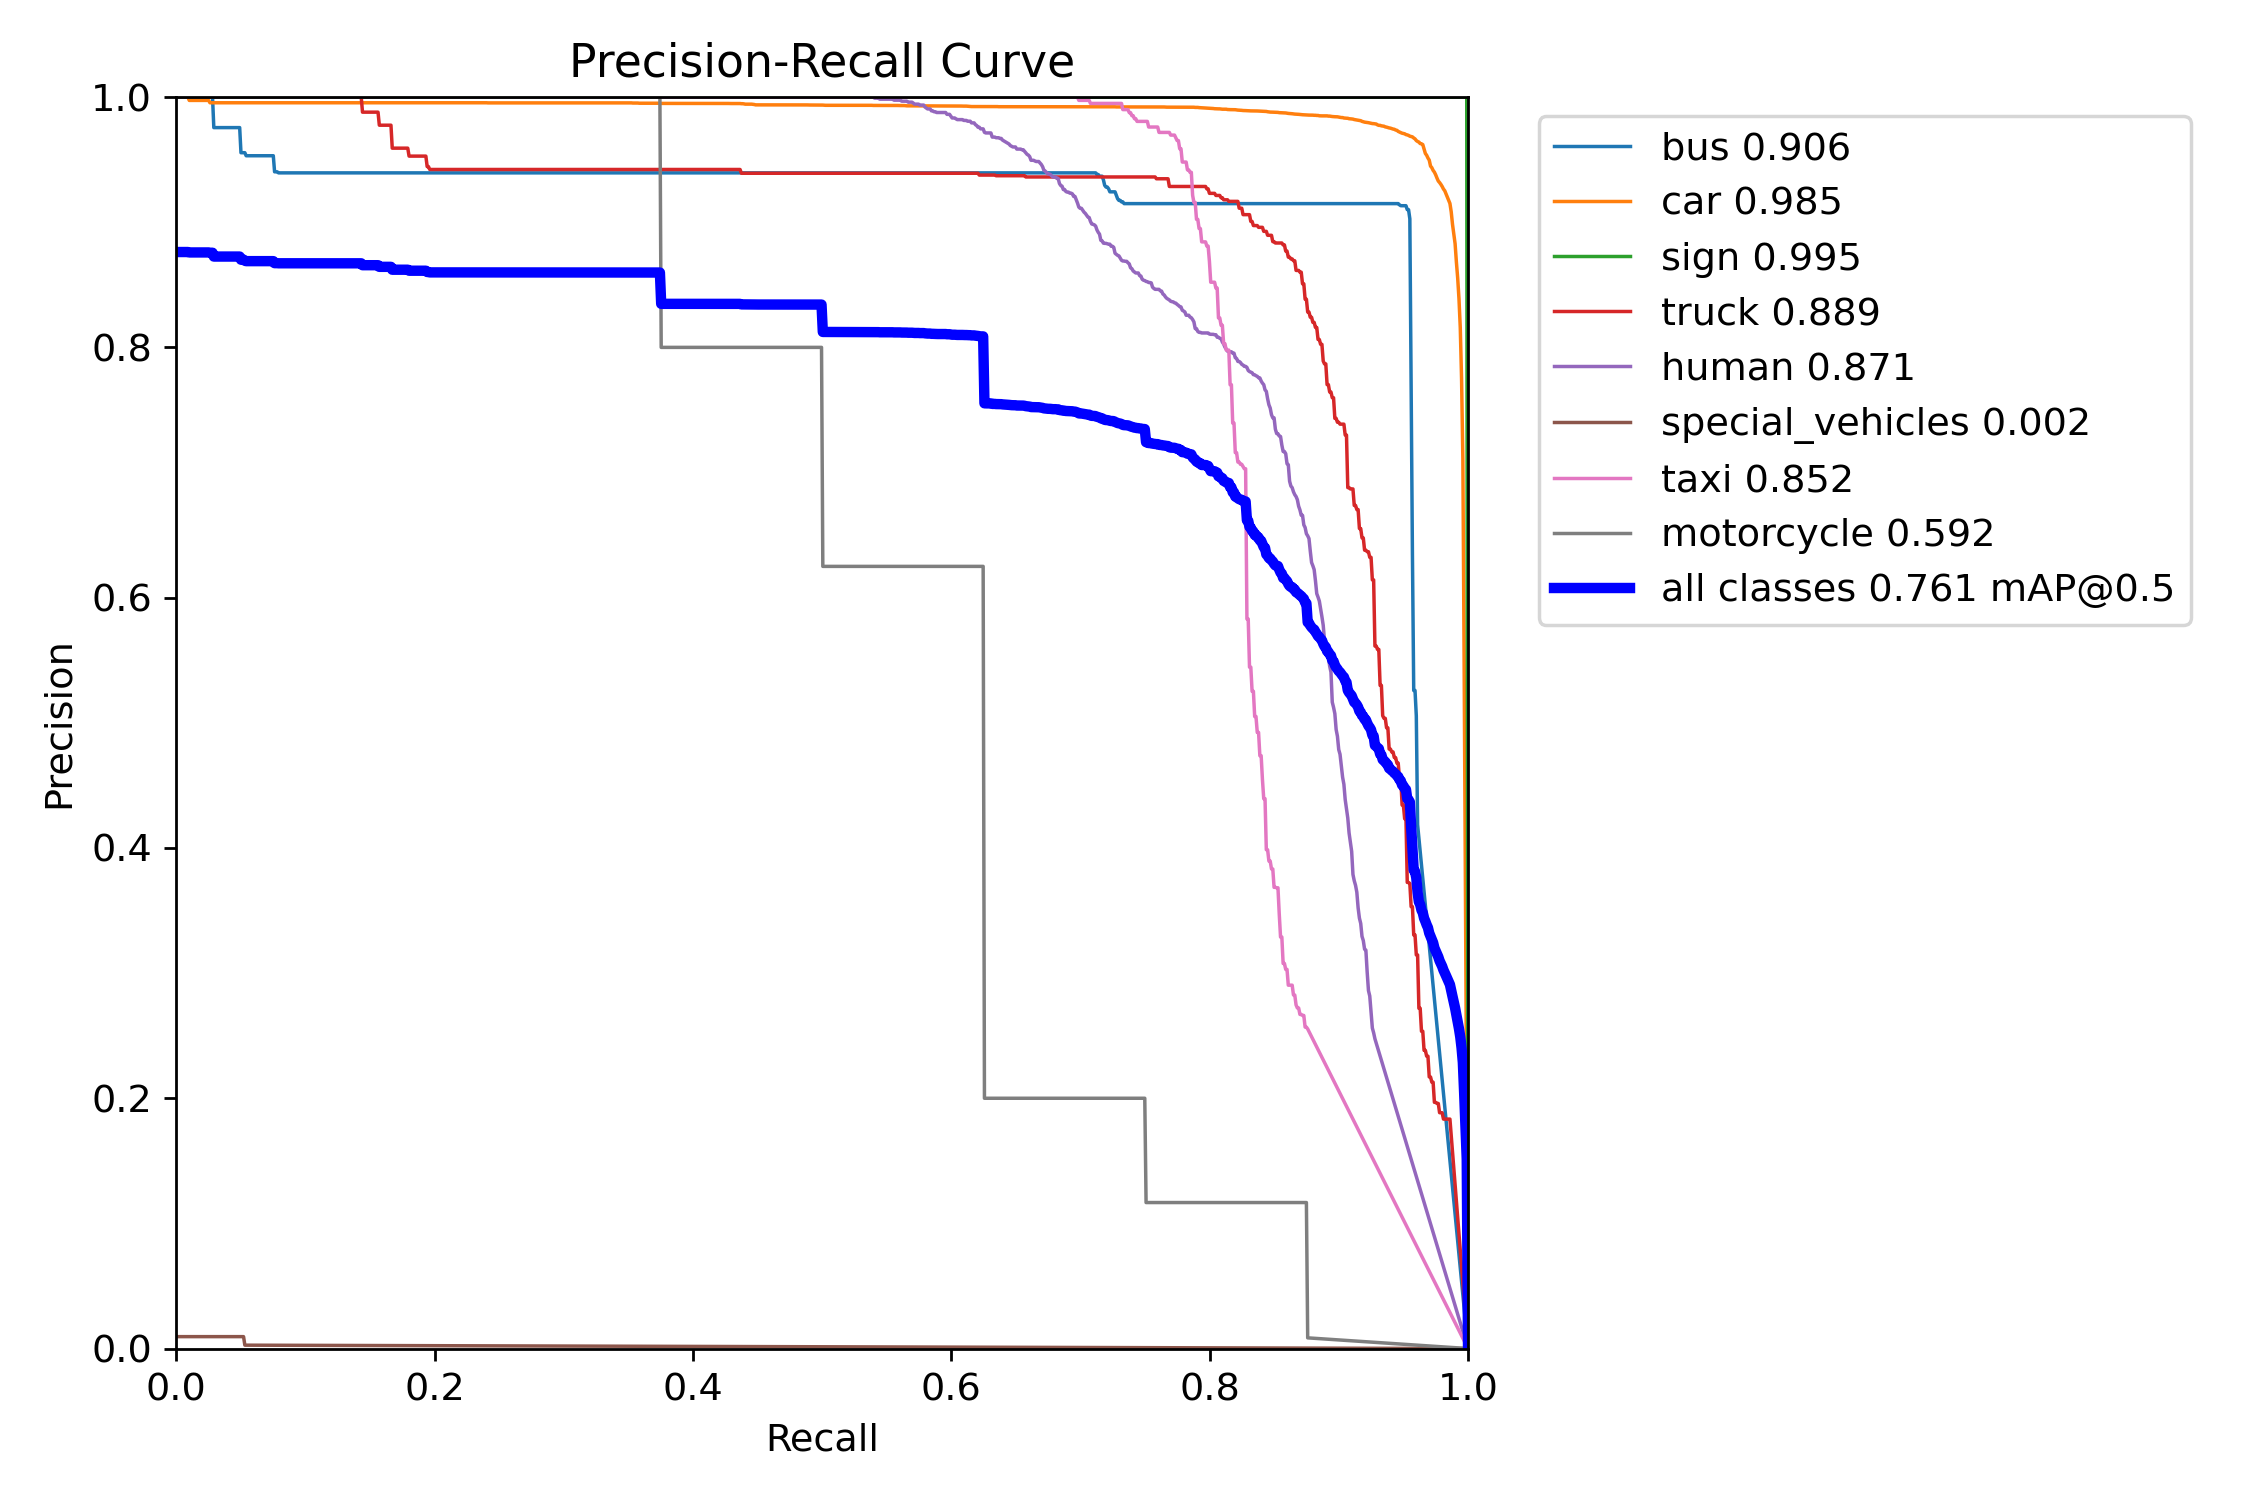 Precision-Recall Curve
1.0
0.8
0.6
0.4
0.2
0.0
Precision
0.0 0.2 0.4 0.6 0.8 1.0
Recall
bus 0.906
car 0.985
sign 0.995
truck 0.889
human 0.871
special_vehicles 0.002
taxi 0.852
motorcycle 0.592
all classes 0.761 mAP@0.5